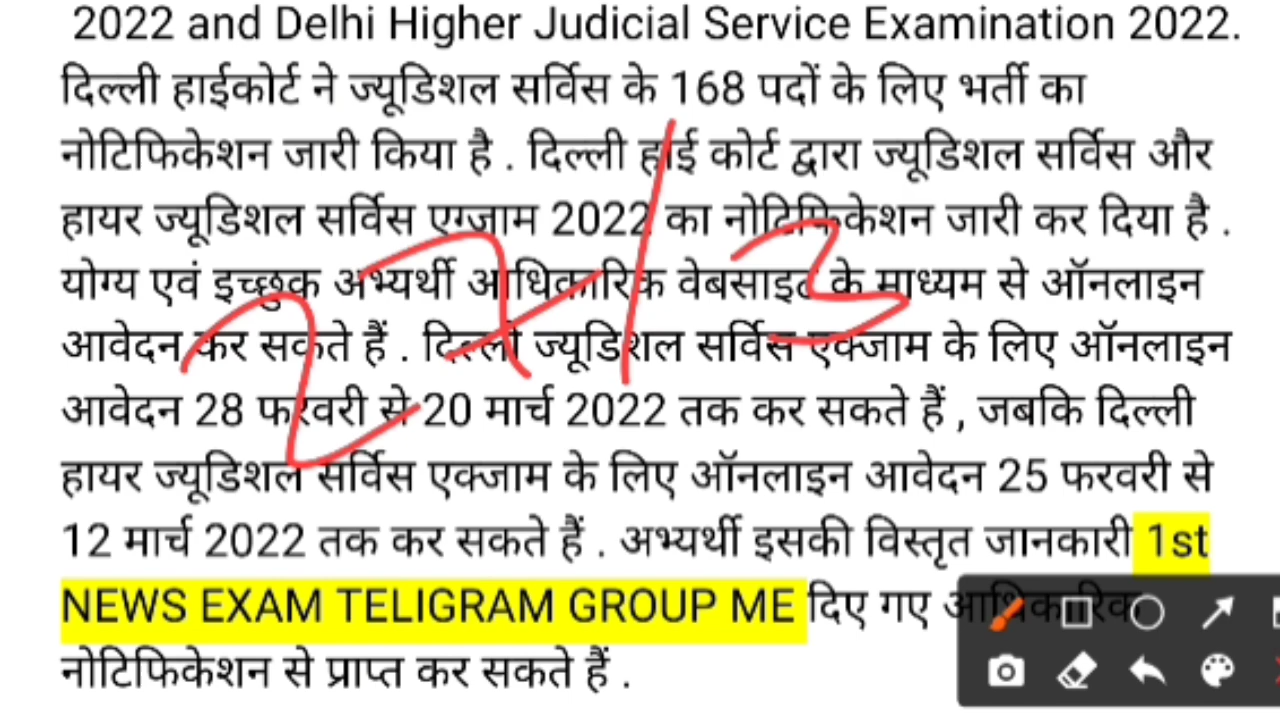 2022 and Delhi Higher Judicial Service Examination 2022.
दिल्ली हाईकोर्ट ने ज्यूडिशल सर्विस के 168 पदों के लिए भर्ती का
नोटिफिकेशन जारी किया है . दिल्ली हाई कोर्ट द्वारा ज्यूडिशल सर्विस और
हायर ज्यूडिशल सर्विस एग्जाम 2022 का नोटिफिकेशन जारी कर दिया है .
योग्य एवं इच्छुक अभ्यर्थी आधिकारिक वेबसाइट के माध्यम से ऑनलाइन
आवेदन कर सकते हैं . दिल्ली ज्यूडिशल सर्विस एक्जाम के लिए ऑनलाइन
आवेदन 28 फरवरी से 20 मार्च 2022 तक कर सकते हैं , जबकि दिल्ली
हायर ज्यूडिशल सर्विस एक्जाम के लिए ऑनलाइन आवेदन 25 फरवरी से
12 मार्च 2022 तक कर सकते हैं . अभ्यर्थी इसकी विस्तृत जानकारी 1st
NEWS EXAM TELIGRAM GROUP ME दिए गए आधिकारिक
नोटिफिकेशन से प्राप्त कर सकते हैं .
27/3